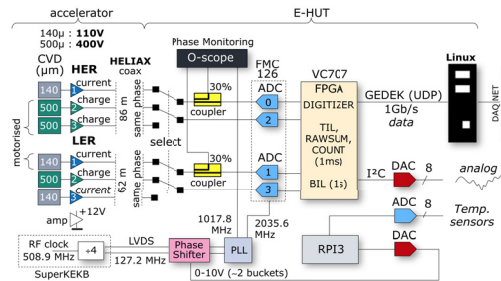 accelerator
E-HUT
140μ : 110V
500μ : 400V
CVD
(μm)
HER
HELIAX
coax
Phase Monitoring
O-scope
FMC
126
VC707
Linux
140
1
current
500
2
charge
500
3
charge
motorised
86 m
same phase
30%
coupler
ADC
0
2
FPGA
DIGITIZER
TIL,
RAWSUM,
COUNT
(1ms)
BIL (1s)
GEDEK (UDP)
1Gb/s
data
DAQ NET
LER
select
140
1
current
500
2
charge
140
3
current
62 m
same phase
30%
coupler
ADC
1
3
I²C
DAC
8
analog
amp
+12V
1017.8
MHz
2035.6
MHz
ADC
8
Temp.
sensors
RF clock
508.9 MHz
÷4
LVDS
127.2 MHz
Phase
Shifter
PLL
RPI3
DAC
SuperKEKB
0-10V (~2 buckets)